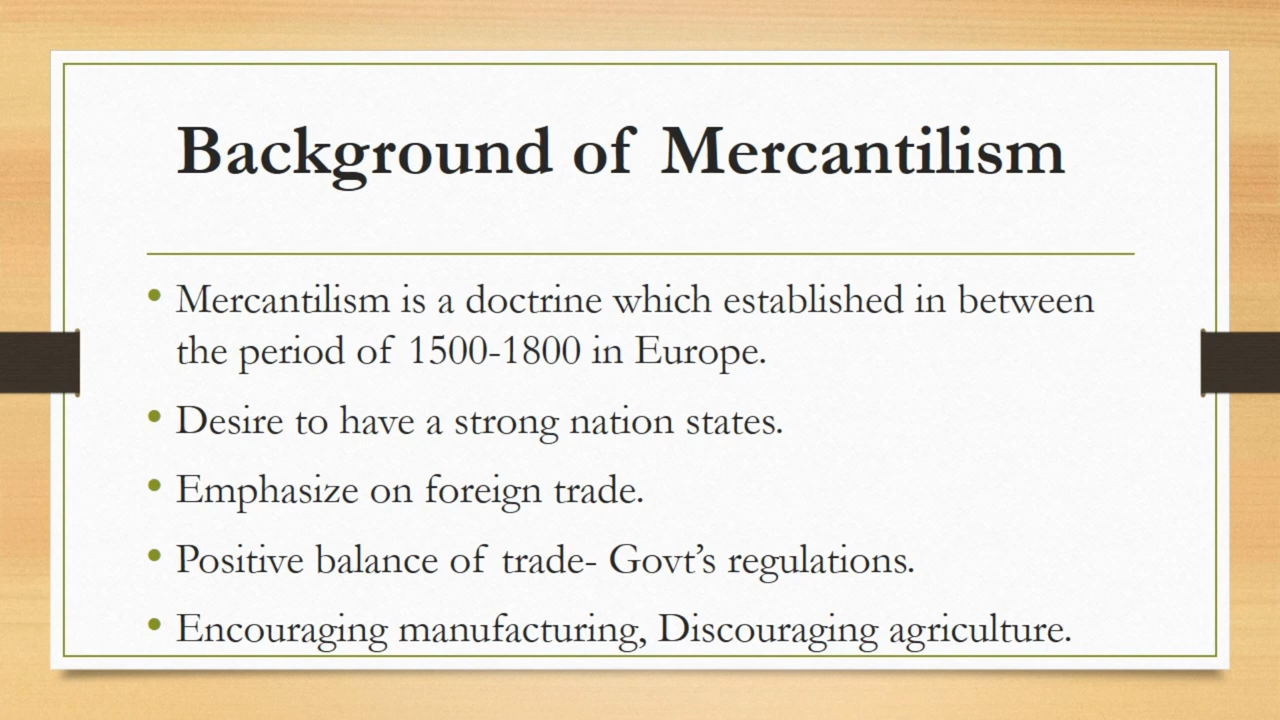 Background of Mercantilism
• Mercantilism is a doctrine which established in between
the period of 1500-1800 in Europe.
• Desire to have a strong nation states.
• Emphasize on foreign trade.
• Positive balance of trade- Govt’s regulations.
• Encouraging manufacturing, Discouraging agriculture.